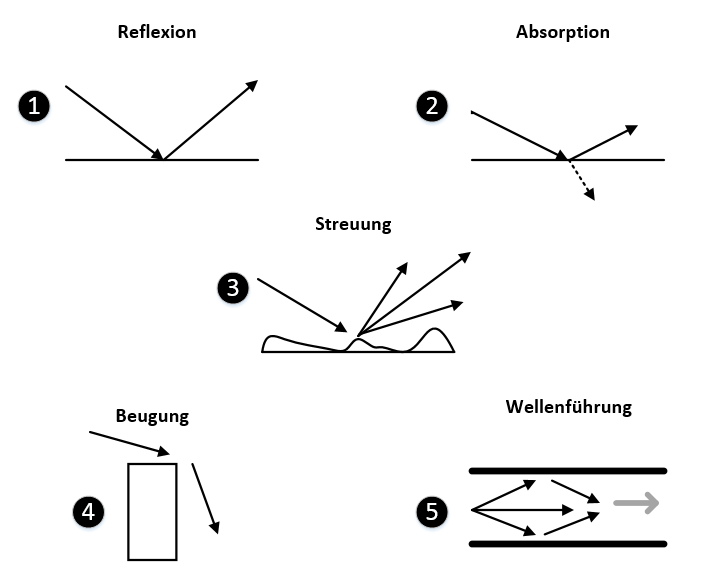 Reflexion
Absorption
1
2
Streuung
3
Beugung
Wellenführung
4
5